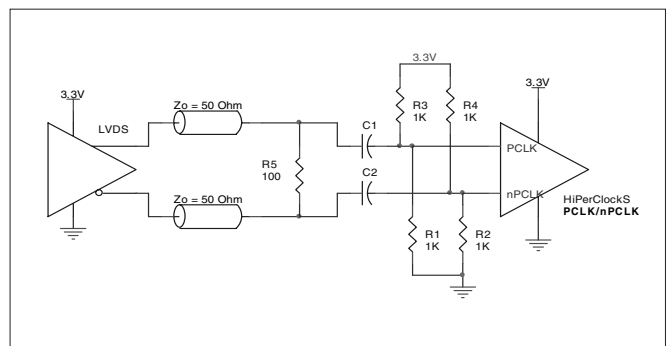 3.3V
LVDS
Zo = 50 Ohm
Zo = 50 Ohm
R5
100
C1
C2
3.3V
R3
1K
R4
1K
R1
1K
R2
1K
3.3V
PCLK
nPCLK
HiPerClockS
PCLK/nPCLK